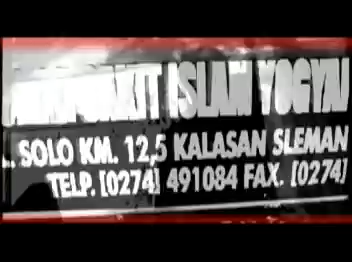 ISLAM YOGYA
. SOLO KM. 12,5 KALASAN SLEMAN
TELP. [0274] 491084 FAX. [0274]